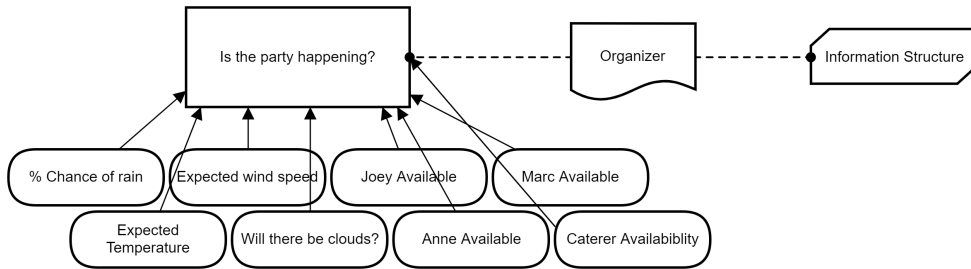 Is the party happening?
Organizer
Information Structure
% Chance of rain
Expected wind speed
Joey Available
Marc Available
Expected
Temperature
Will there be clouds?
Anne Available
Caterer Availabiblity